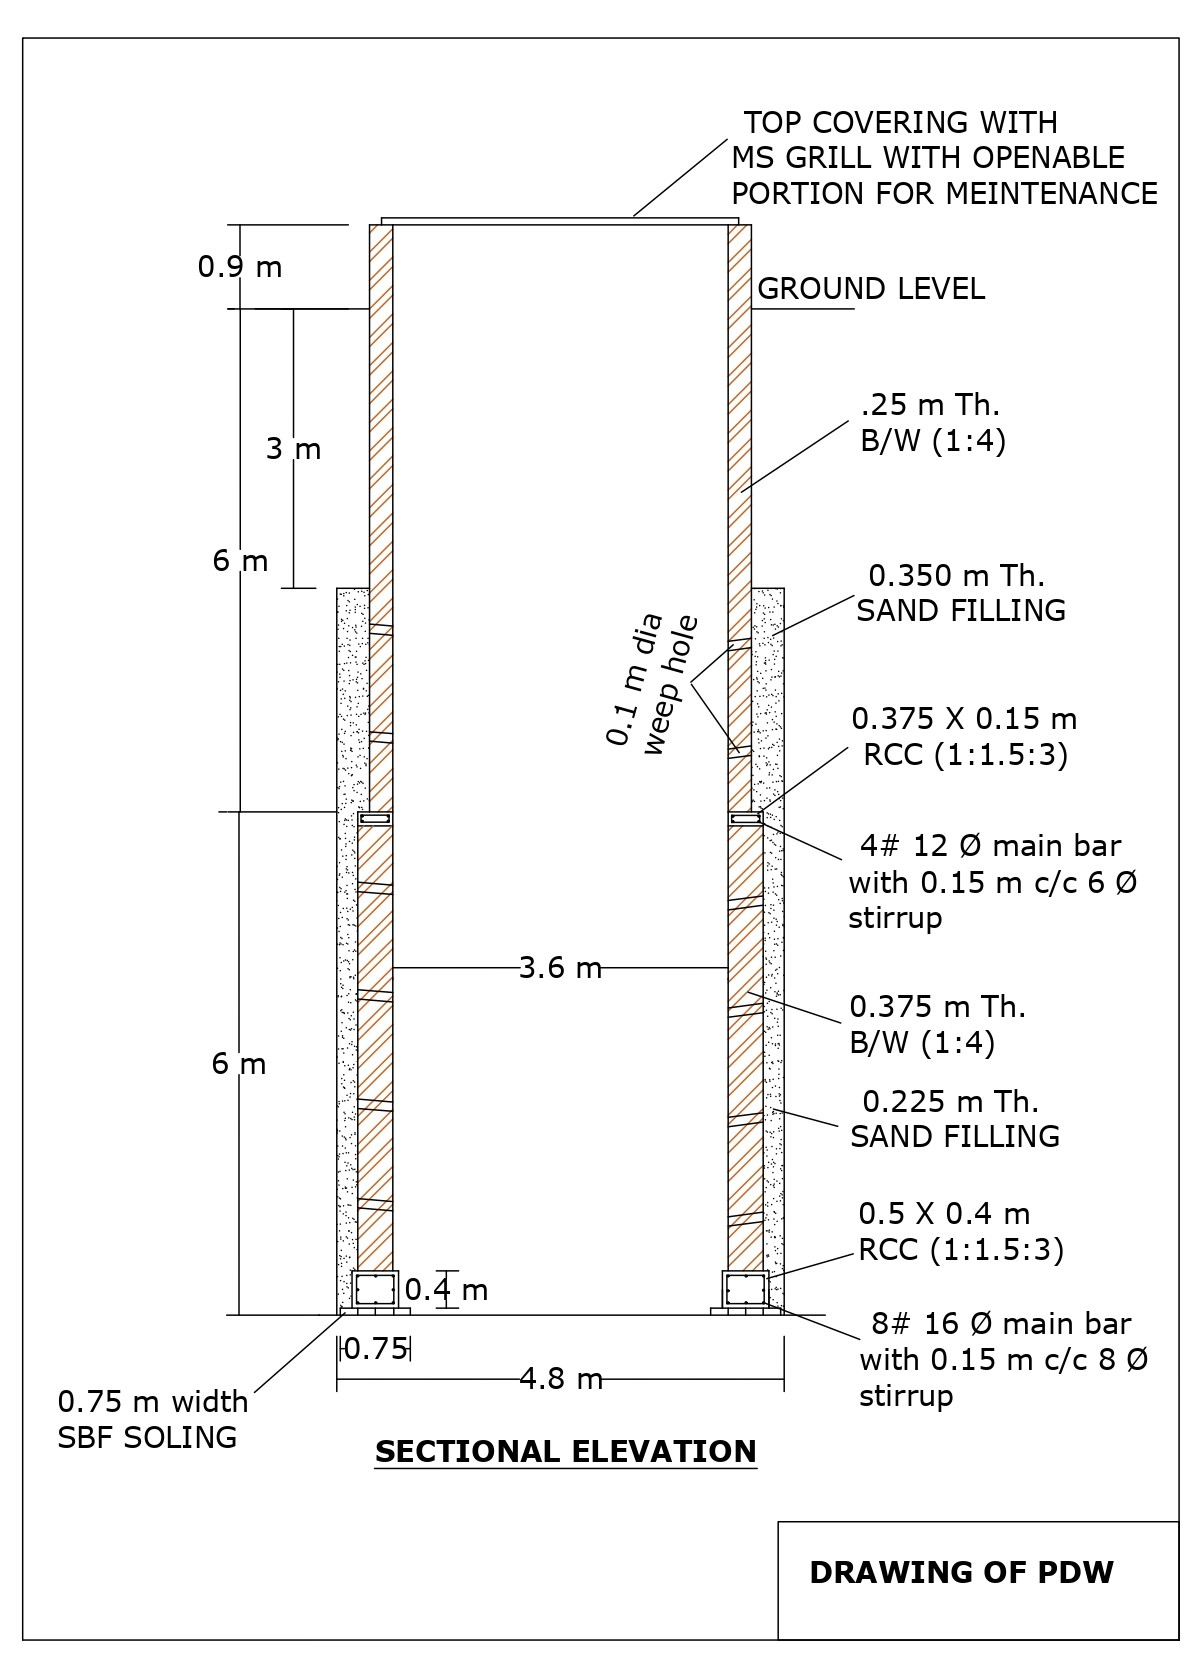 TOP COVERING WITH
MS GRILL WITH OPENABLE
PORTION FOR MEINTENANCE
0.9 m
GROUND LEVEL
.25 m Th.
B/W (1:4)
3 m
6 m
0.350 m Th.
SAND FILLING
0.1 m dia
weep hole
0.375 X 0.15 m
RCC (1:1.5:3)
4# 12 Ø main bar
with 0.15 m c/c 6 Ø
stirrup
3.6 m
0.375 m Th.
B/W (1:4)
6 m
0.225 m Th.
SAND FILLING
0.5 X 0.4 m
RCC (1:1.5:3)
0.4 m
8# 16 Ø main bar
with 0.15 m c/c 8 Ø
stirrup
0.75
4.8 m
0.75 m width
SBF SOLING
SECTIONAL ELEVATION
DRAWING OF PDW